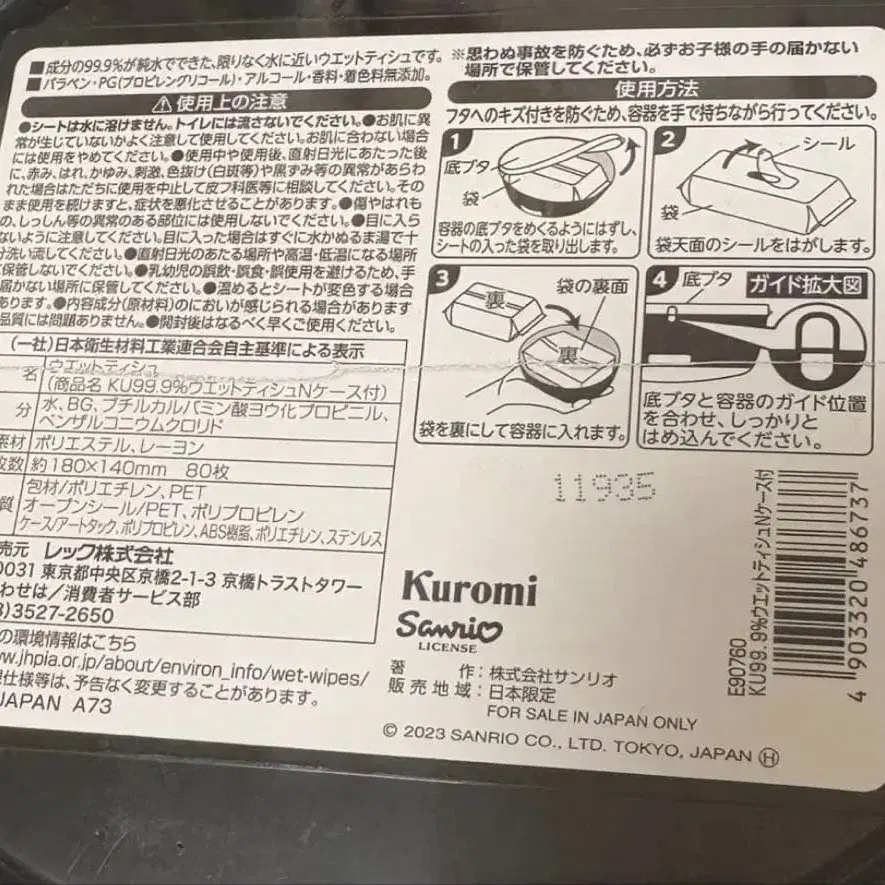 ■成分の99.9%が純水でできた、限りなく水に近いウエットティシュです。
■パラベン・PG(プロピレングリコール)・アルコール・香料・着色料無添加。
※思わぬ事故を防ぐため、必ずお子様の手の届かない
場所で保管してください。
⚠使用上の注意
●シートは水に溶けません。トイレには流さないでください。●お肌に異
常が生じていないかよく注意して使用してください。お肌に合わない場合
には使用をやめてください。●使用中や使用後、直射日光にあたった後
に、赤み、はれ、かゆみ、刺激、色抜け(白斑等)や黒ずみ等の異常があらわ
れた場合はただちに使用を中止して皮フ科医等に相談してください。その
まま使用を続けますと、症状を悪化させることがあります。●傷やはれも
の、しっしん等の異常のある部位には使用しないでください。●目に入ら
ないように注意してください。目に入った場合はすぐに水かぬるま湯で十
分洗い流してください。●直射日光のあたる場所や高温・低温になる場所
に保管しないでください。●乳幼児の誤飲・誤食・誤使用を避けるため、手
の届かない場所に保管してください。●温めるとシートが変色する場合
があります。●内容成分(原材料)のにおいが感じられる場合があります
が品質には問題ありません。●開封後はなるべく早くご使用ください。
(一社)日本衛生材料工業連合会自主基準による表示
名 ウエットティシュ
(商品名 KU99.9%ウエットティシュNケース付)
分 水、BG、ブチルカルバミン酸ヨウ化プロピニル、
ベンザルコニウムクロリド
素材 ポリエステル、レーヨン
枚数 約180×140mm 80枚
質 包材/ポリエチレン、PET
オープンシール/PET、ポリプロピレン
ケース/アートタック、ポリプロピレン、ABS樹脂、ポリエチレン、ステンレス
売元 レック株式会社
0031 東京都中央区京橋2-1-3 京橋トラストタワー
わせは/消費者サービス部
3)3527-2650
の環境情報はこちら
w.jhpia.or.jp/about/environ_info/wet-wipes/
仕様等は、予告なく変更することがあります。
JAPAN A73
使用方法
フタへのキズ付きを防ぐため、容器を手で持ちながら行ってください。
1
底ブタ
袋
容器の底ブタをめくるようにはずし、
シートの入った袋を取り出します。
2
シール
袋
袋天面のシールをはがします。
3
裏
袋の裏面
裏
袋を裏にして容器に入れます。
4
底ブタ
ガイド拡大図
底ブタと容器のガイド位置
を合わせ、しっかりと
はめ込んでください。
11935
Kuromi
Sanrio
LICENSE
著作:株式会社サンリオ
販売地域:日本限定
FOR SALE IN JAPAN ONLY
© 2023 SANRIO CO., LTD. TOKYO, JAPAN Ⓗ
E90760
KU99.9%ウエットティシュNケース付
4 903320 486737